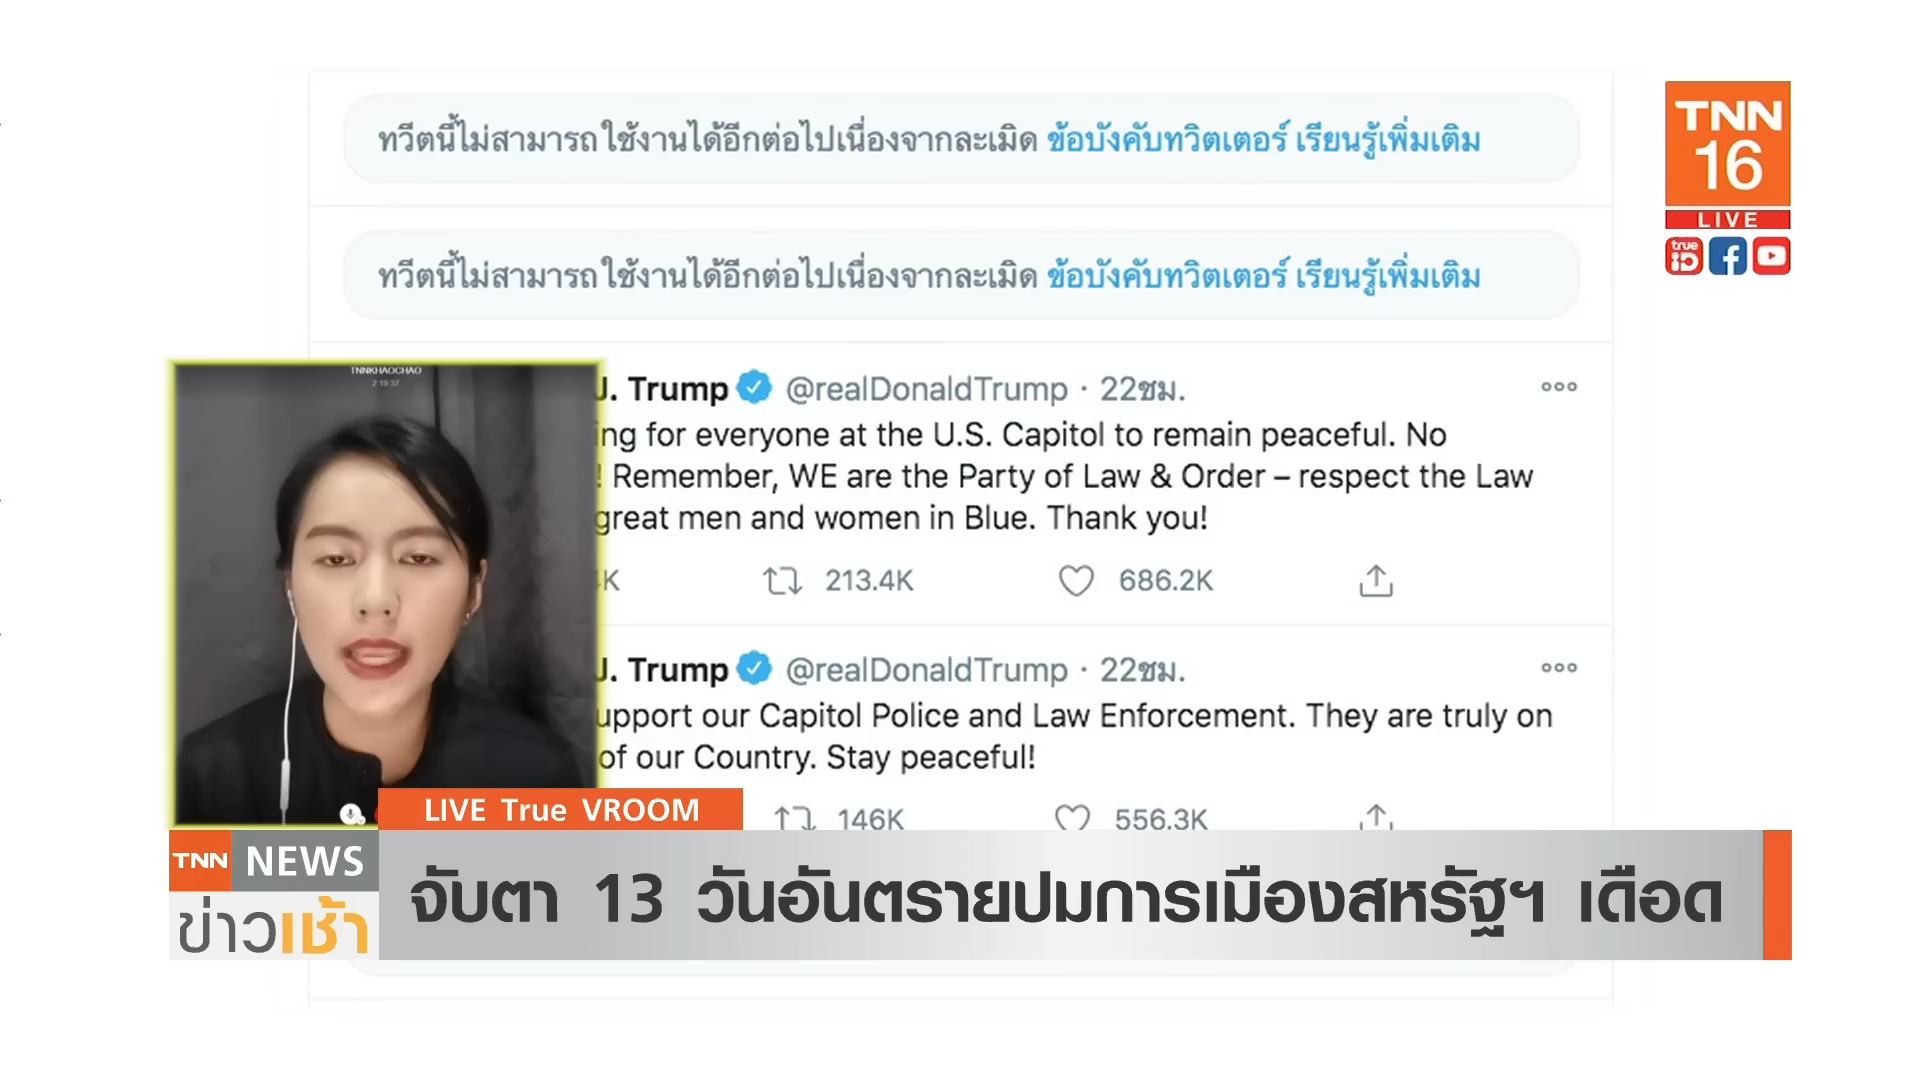 ทวีตนี้ไม่สามารถใช้งานได้อีกต่อไปเนื่องจากละเมิด ข้อบังคับทวิตเตอร์ เรียนรู้เพิ่มเติม
TNN
16
LIVE
true
iD
ทวีตนี้ไม่สามารถใช้งานได้อีกต่อไปเนื่องจากละเมิด ข้อบังคับทวิตเตอร์ เรียนรู้เพิ่มเติม
TNNKHAOCHAO
2:19:37
J. Trump @realDonaldTrump · 22ชม.
ing for everyone at the U.S. Capitol to remain peaceful. No
! Remember, WE are the Party of Law & Order – respect the Law
great men and women in Blue. Thank you!
K 213.4K 686.2K
J. Trump @realDonaldTrump · 22ชม.
upport our Capitol Police and Law Enforcement. They are truly on
of our Country. Stay peaceful!
146K 556.3K
LIVE True VROOM
TNN NEWS
ข่าวเช้า
จับตา 13 วันอันตรายปมการเมืองสหรัฐฯ เดือด